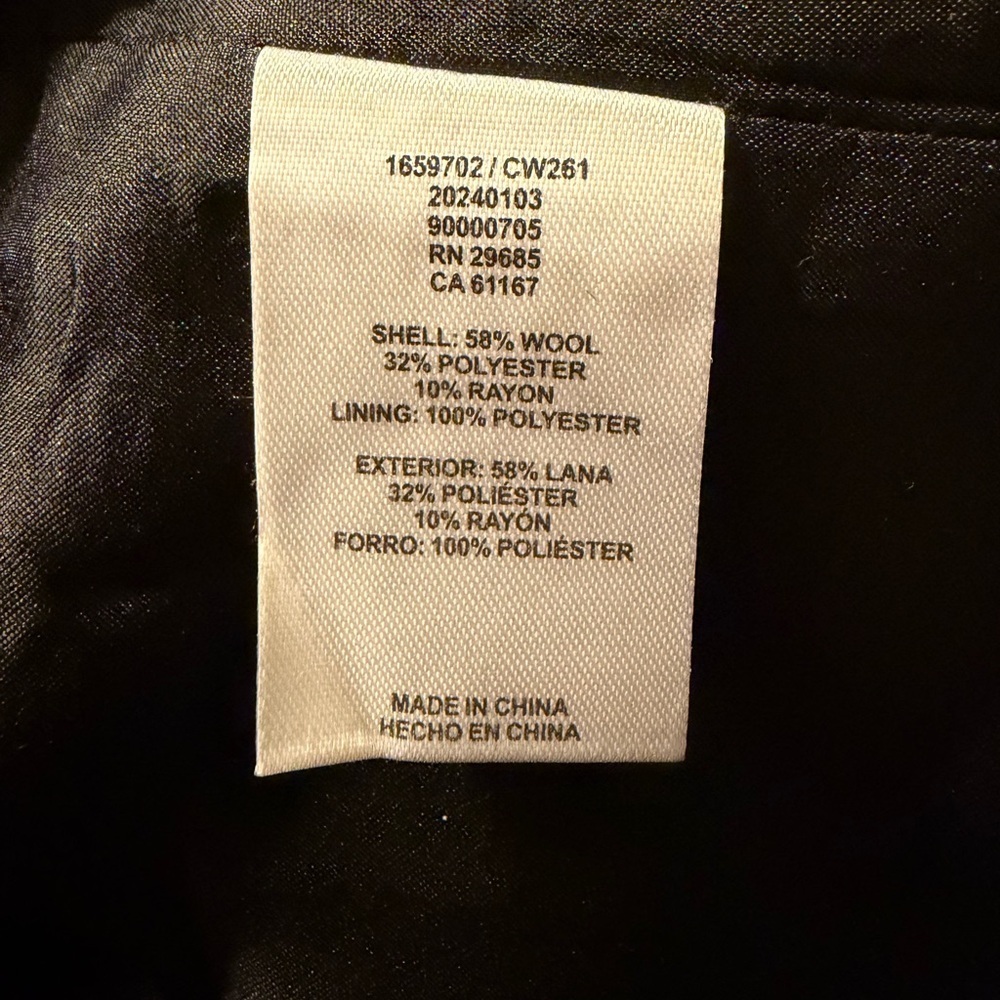 1659702 / CW261
20240103
90000705
RN 29685
CA 61167
SHELL: 58% WOOL
32% POLYESTER
10% RAYON
LINING: 100% POLYESTER
EXTERIOR: 58% LANA
32% POLIÉSTER
10% RAYÓN
FORRO: 100% POLIÉSTER
MADE IN CHINA
HECHO EN CHINA